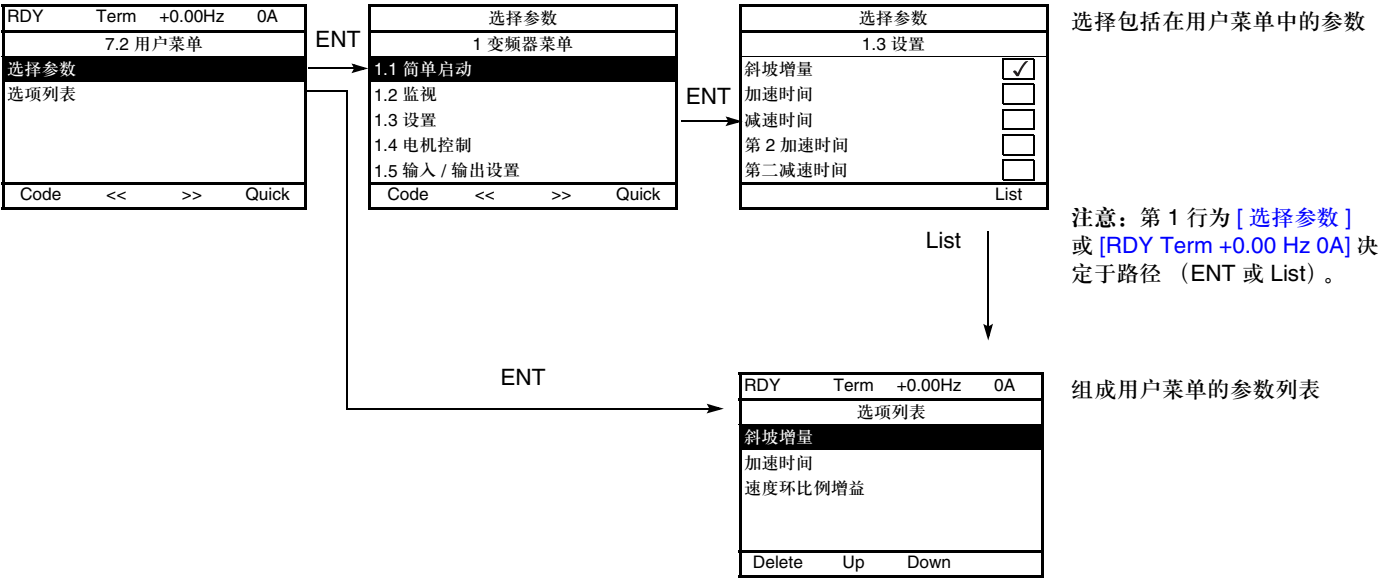 RDY Term +0.00Hz 0A
7.2 用户菜单
选择参数
选项列表
Code << >> Quick
ENT
选择参数
1 变频器菜单
1.1 简单启动
1.2 监视
1.3 设置
1.4 电机控制
1.5 输入 / 输出设置
Code << >> Quick
ENT
选择参数
1.3 设置
斜坡增量 ✓
加速时间
减速时间
第 2 加速时间
第二减速时间
List
选择包括在用户菜单中的参数
注意：第 1 行为 [ 选择参数 ]
或 [RDY Term +0.00 Hz 0A] 决
定于路径 （ENT 或 List）。
List
ENT
RDY Term +0.00Hz 0A
选项列表
斜坡增量
加速时间
速度环比例增益
Delete Up Down
组成用户菜单的参数列表